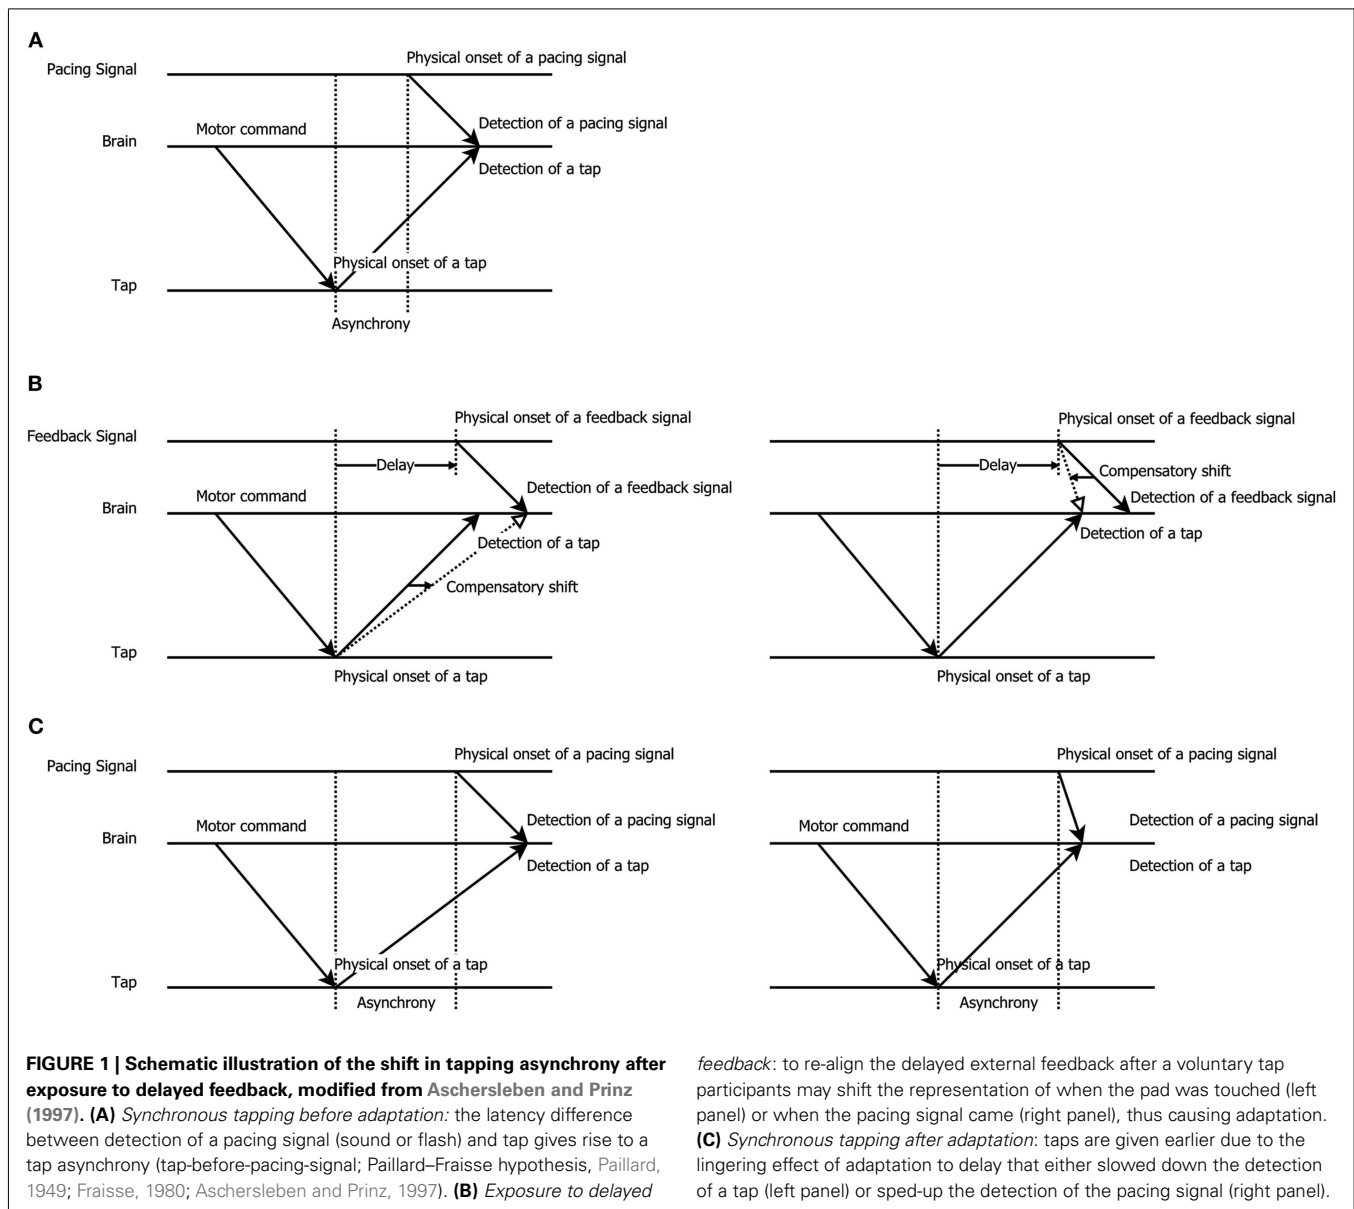 A
Physical onset of a pacing signal
Pacing Signal
Motor command
Detection of a pacing signal
Brain
Detection of a tap
Physical onset of a tap
Tap
Asynchrony
B
Physical onset of a feedback signal
Feedback Signal
Delay
Motor command
Detection of a feedback signal
Brain
Detection of a tap
Compensatory shift
Tap
Physical onset of a tap
Physical onset of a feedback signal
Delay
Compensatory shift
Detection of a feedback signal
Detection of a tap
Physical onset of a tap
C
Physical onset of a pacing signal
Pacing Signal
Motor command
Detection of a pacing signal
Brain
Detection of a tap
Physical onset of a tap
Tap
Asynchrony
Physical onset of a pacing signal
Motor command
Detection of a pacing signal
Detection of a tap
Physical onset of a tap
Asynchrony
FIGURE 1 | Schematic illustration of the shift in tapping asynchrony after
exposure to delayed feedback, modified from Aschersleben and Prinz
(1997). (A) Synchronous tapping before adaptation: the latency difference
between detection of a pacing signal (sound or flash) and tap gives rise to a
tap asynchrony (tap-before-pacing-signal; Paillard–Fraisse hypothesis, Paillard,
1949; Fraisse, 1980; Aschersleben and Prinz, 1997). (B) Exposure to delayed
feedback: to re-align the delayed external feedback after a voluntary tap
participants may shift the representation of when the pad was touched (left
panel) or when the pacing signal came (right panel), thus causing adaptation.
(C) Synchronous tapping after adaptation: taps are given earlier due to the
lingering effect of adaptation to delay that either slowed down the detection
of a tap (left panel) or sped-up the detection of the pacing signal (right panel).